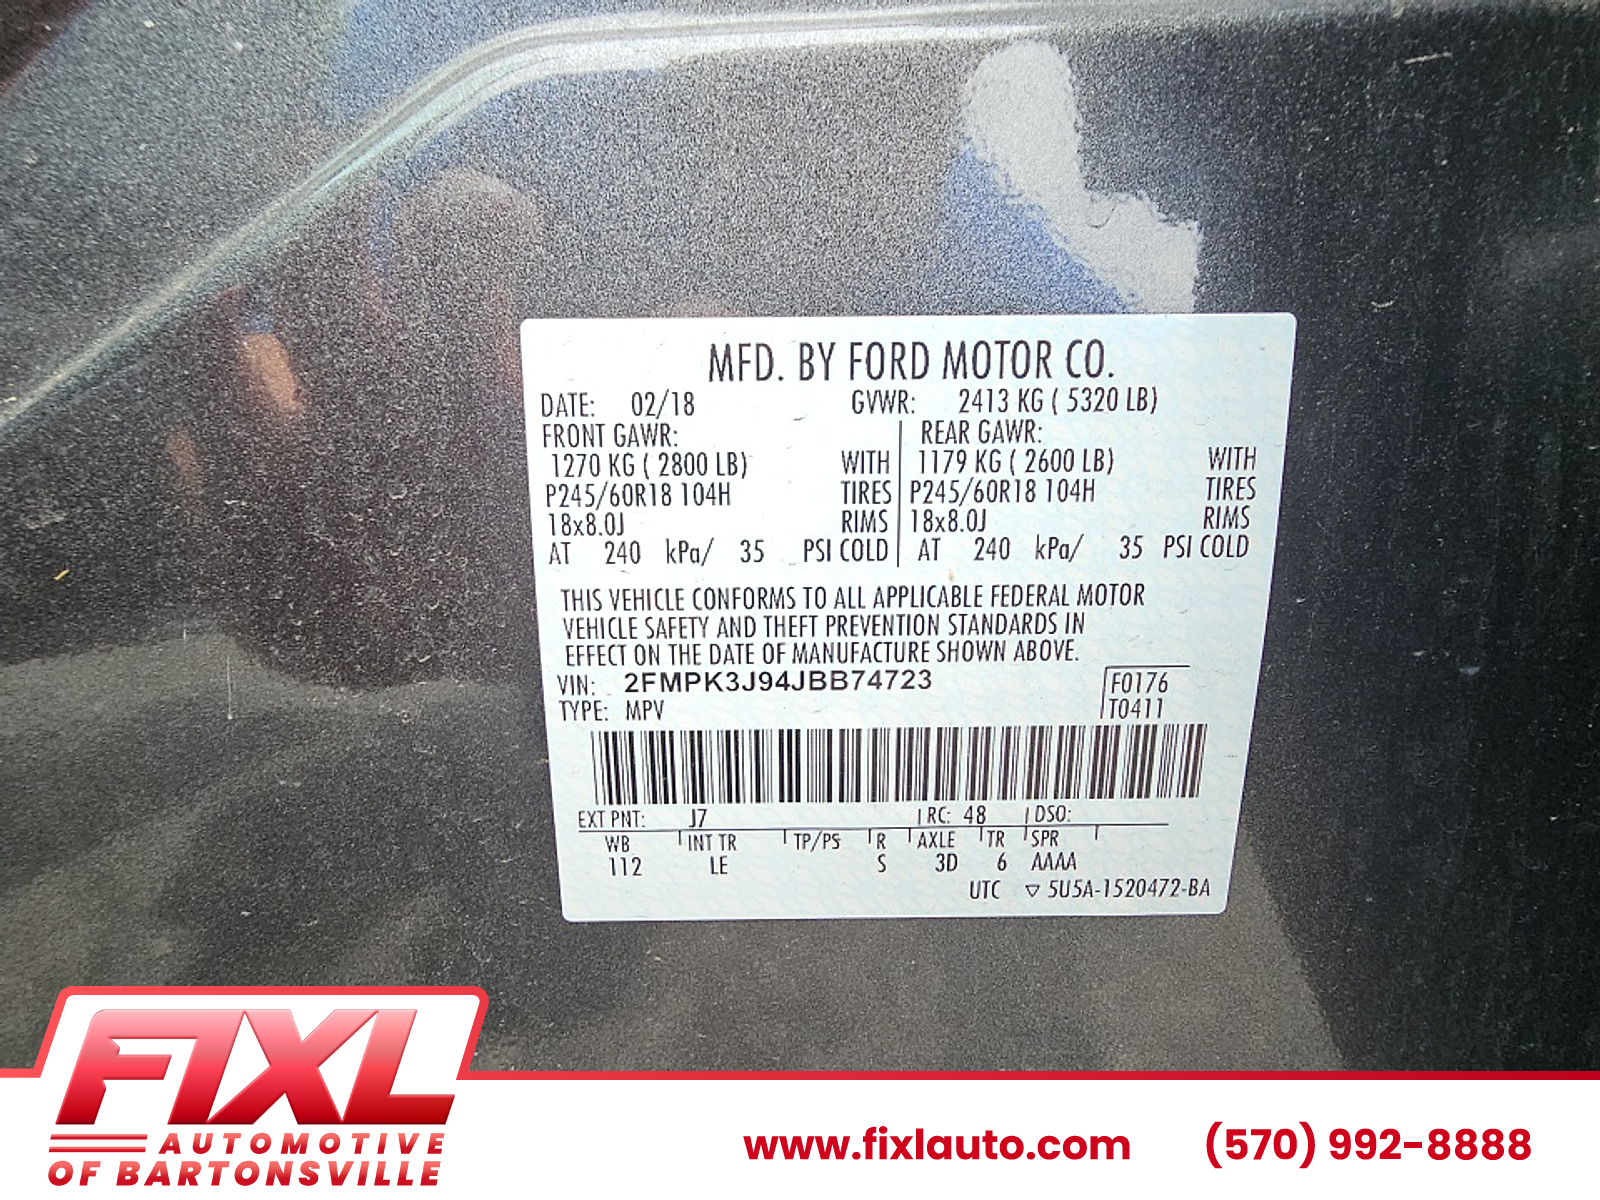 MFD. BY FORD MOTOR CO.
DATE: 02/18 GVWR: 2413 KG ( 5320 LB)
FRONT GAWR: REAR GAWR:
1270 KG ( 2800 LB) WITH 1179 KG ( 2600 LB) WITH
P245/60R18 104H TIRES P245/60R18 104H TIRES
18x8.0J RIMS 18x8.0J RIMS
AT 240 kPa/ 35 PSI COLD AT 240 kPa/ 35 PSI COLD
THIS VEHICLE CONFORMS TO ALL APPLICABLE FEDERAL MOTOR
VEHICLE SAFETY AND THEFT PREVENTION STANDARDS IN
EFFECT ON THE DATE OF MANUFACTURE SHOWN ABOVE.
VIN: 2FMPK3J94JBB74723 F0176
TYPE: MPV T0411
EXT PNT: J7 RC: 48 DSO:
WB INT TR TP/PS R AXLE TR SPR
112 LE S 3D 6 AAAA
UTC ▽ 5U5A-1520472-BA
FIXL
AUTOMOTIVE
OF BARTONSVILLE
www.fixlauto.com (570) 992-8888